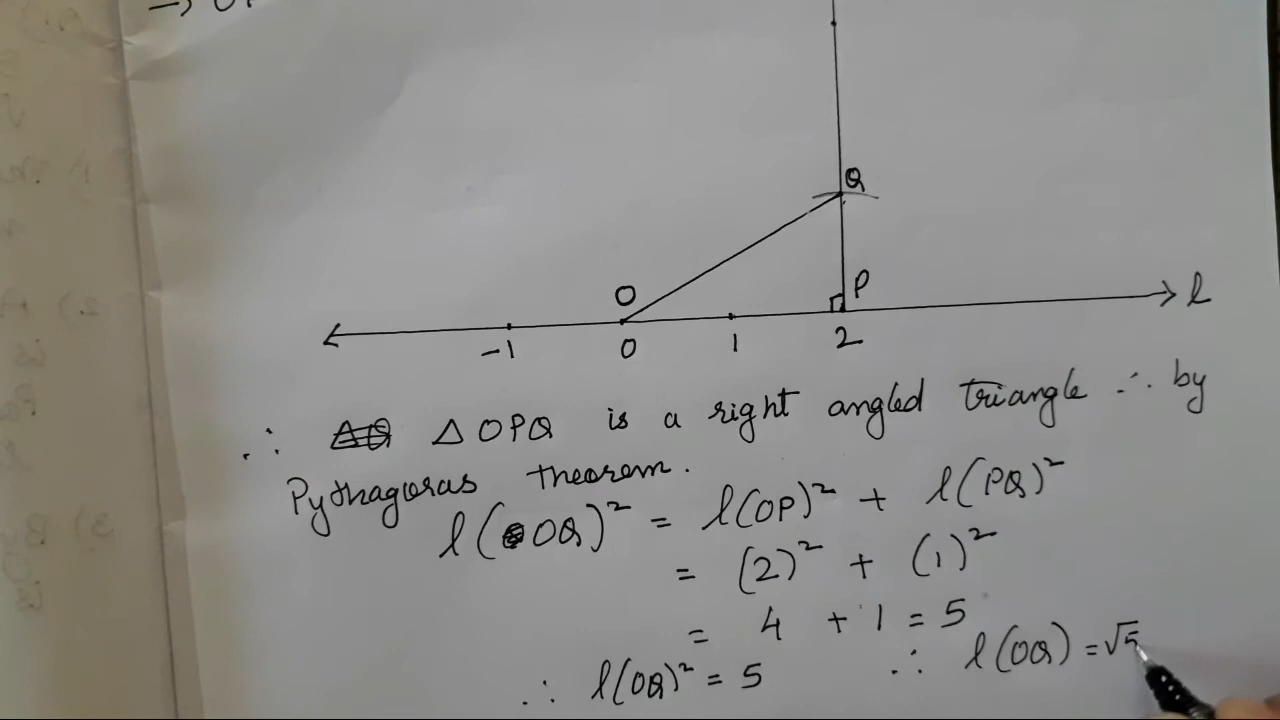 Q
O P
l
-1 0 1 2
∴ △OPQ is a right angled triangle ∴ by
Pythagoras theorem.
l(OQ)² = l(OP)² + l(PQ)²
= (2)² + (1)²
= 4 + 1 = 5
∴ l(OQ)² = 5 ∴ l(OQ) = √5